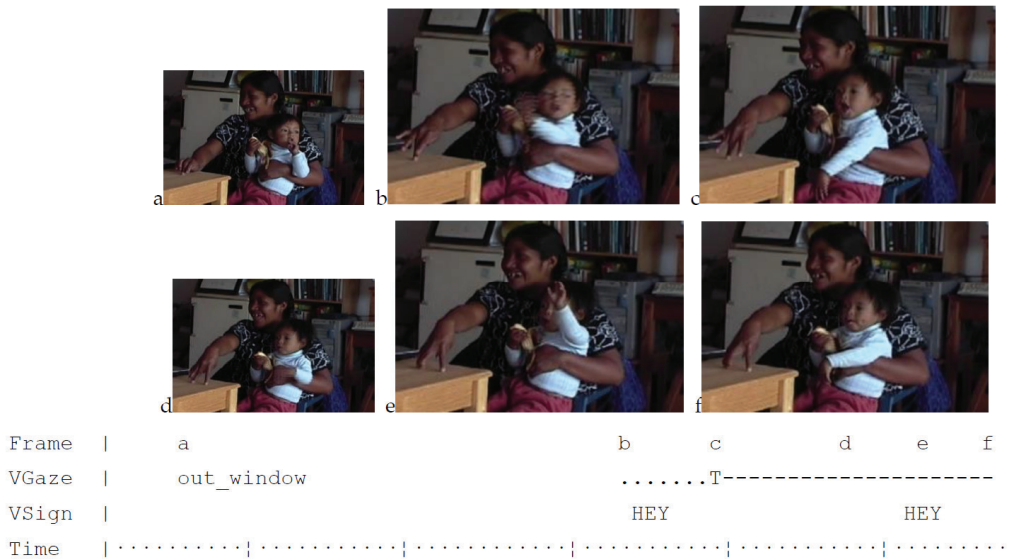 a b c
d e f
Frame | a b c d e f
VGaze | out_window .......T----------------------
VSign | HEY HEY
Time |··········¦···········¦············¦···········¦···········¦·········